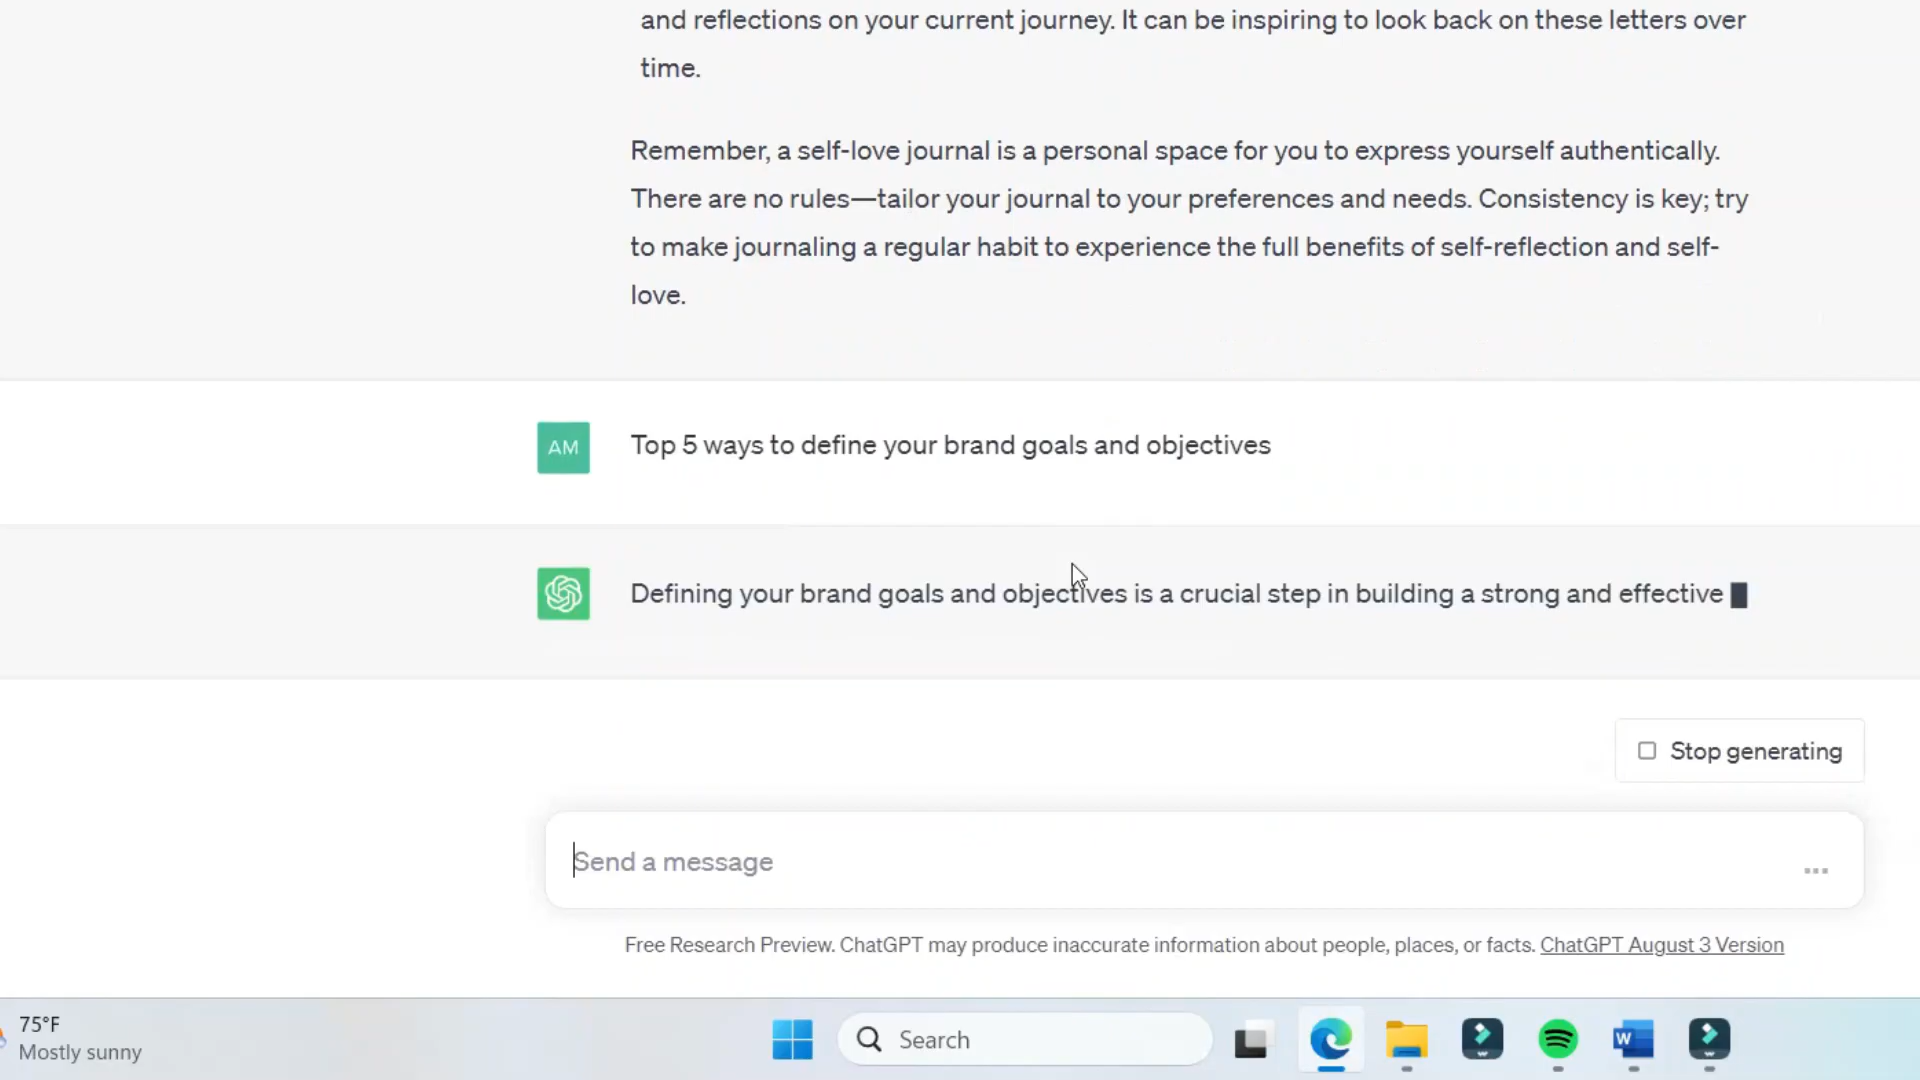 and reflections on your current journey. It can be inspiring to look back on these letters over
time.
Remember, a self-love journal is a personal space for you to express yourself authentically.
There are no rules—tailor your journal to your preferences and needs. Consistency is key; try
to make journaling a regular habit to experience the full benefits of self-reflection and self-
love.
AM
Top 5 ways to define your brand goals and objectives
Defining your brand goals and objectives is a crucial step in building a strong and effective
Stop generating
Send a message
Free Research Preview. ChatGPT may produce inaccurate information about people, places, or facts. ChatGPT August 3 Version
75°F
Mostly sunny
Search
W